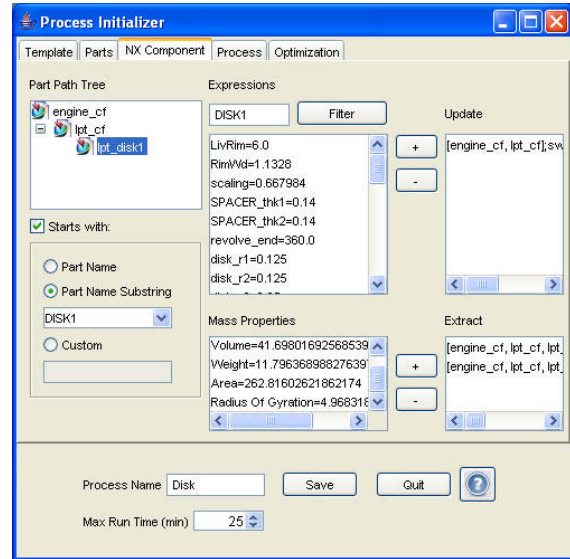 Process Initializer
Template Parts NX Component Process Optimization
Part Path Tree
engine_cf
lpt_cf
lpt_disk1
Starts with:
Part Name
Part Name Substring
DISK1
Custom
Expressions
DISK1 Filter
LivRim=6.0
RimWd=1.1328
scaling=0.667984
SPACER_thk1=0.14
SPACER_thk2=0.14
revolve_end=360.0
disk_r1=0.125
disk_r2=0.125
+
-
Update
[engine_cf, lpt_cf];sw
Mass Properties
Volume=41.69801692568539
Weight=11.79636898827639
Area=262.81602621862174
Radius Of Gyration=4.968318
+
-
Extract
[engine_cf, lpt_cf, lpt_
[engine_cf, lpt_cf, lpt_
Process Name Disk Save Quit ?
Max Run Time (min) 25